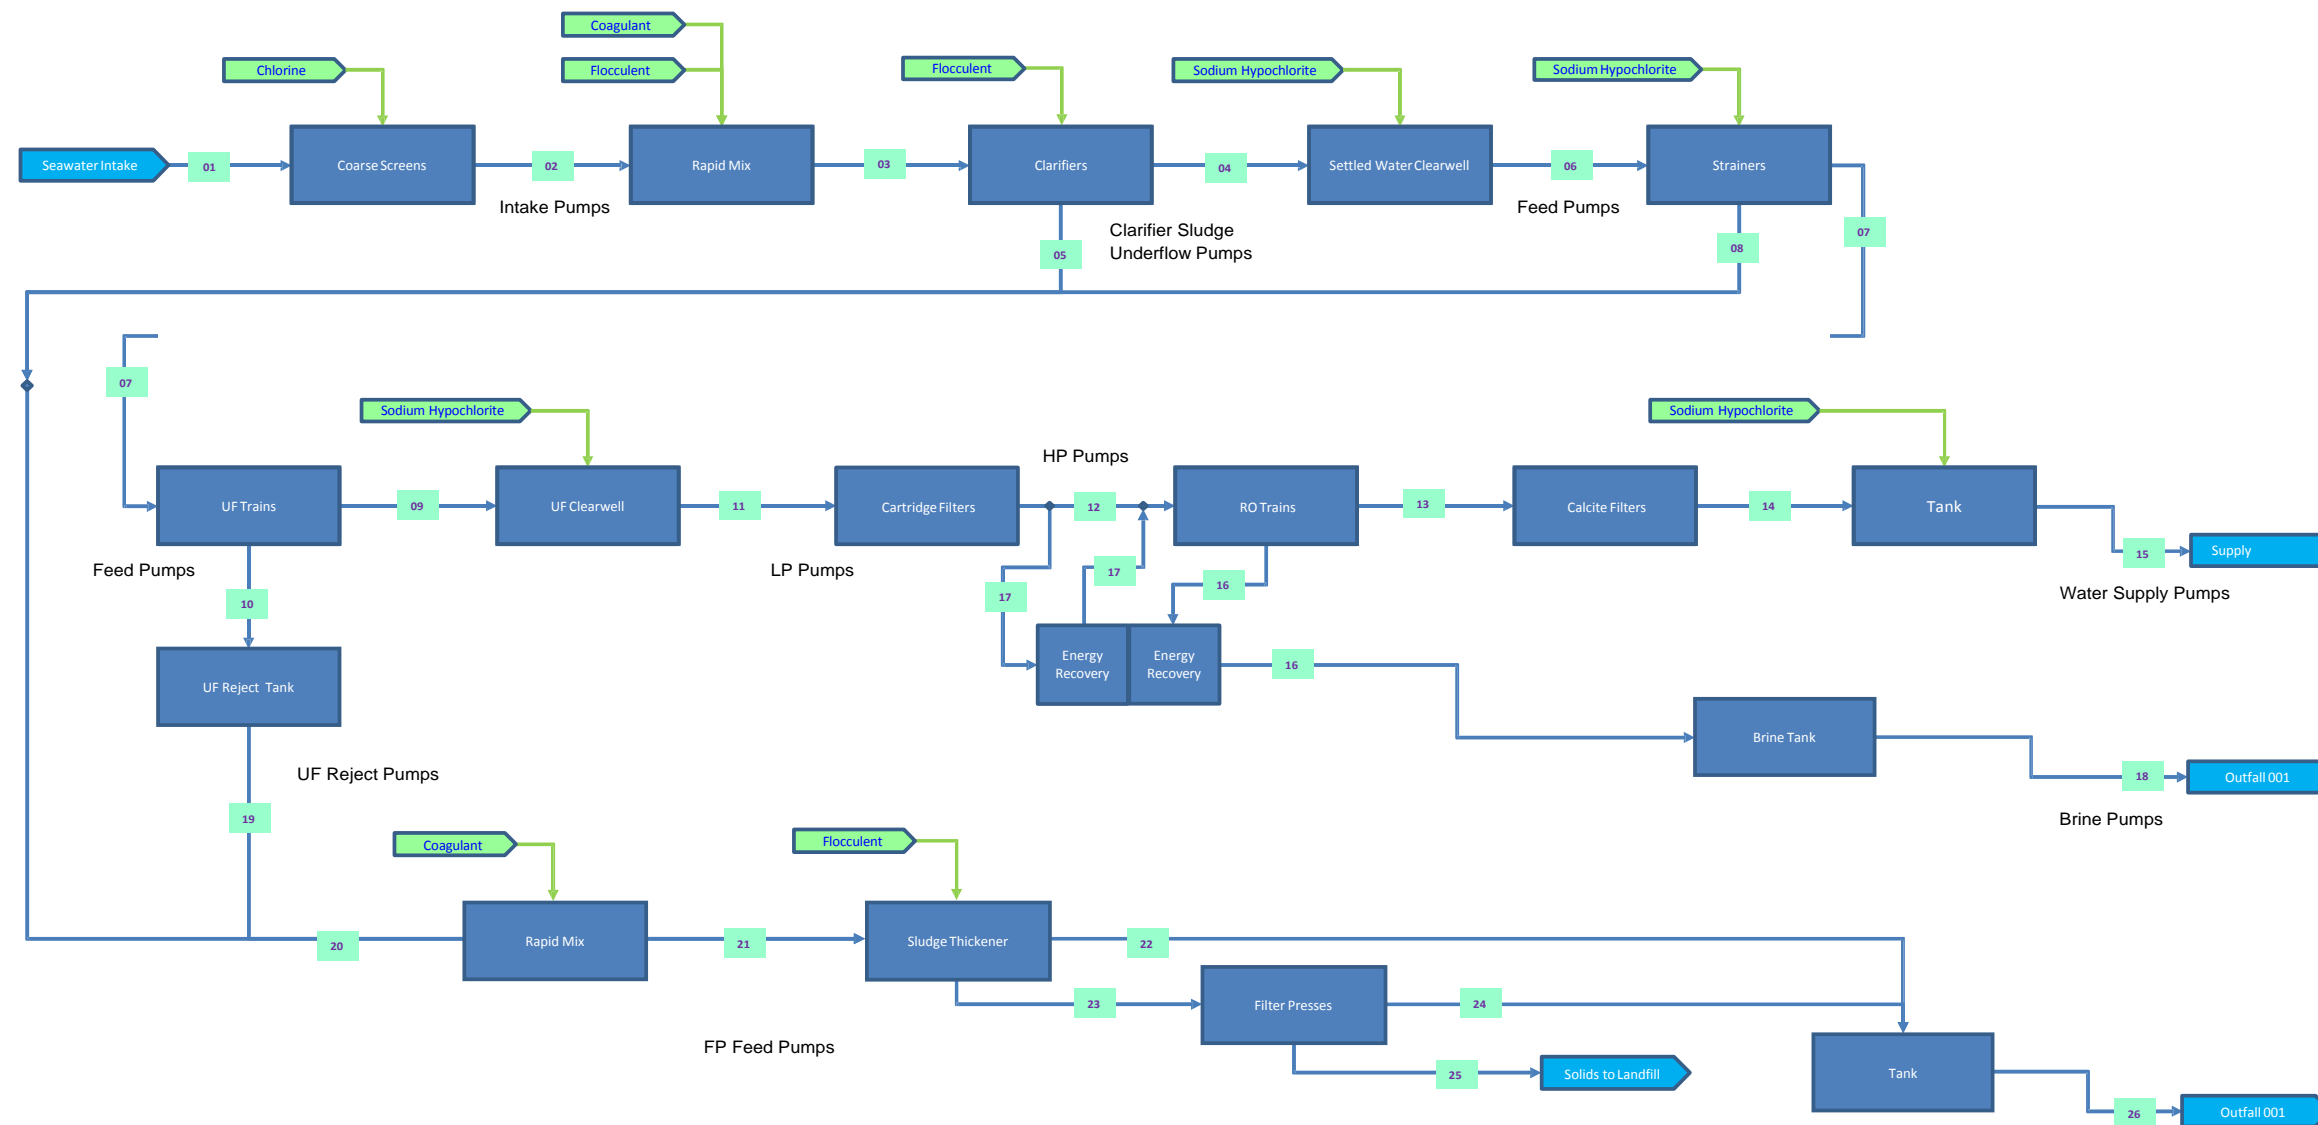 Coagulant
Chlorine
Flocculent
Flocculent
Sodium Hypochlorite
Sodium Hypochlorite
Seawater Intake
01
Coarse Screens
02
Rapid Mix
03
Clarifiers
04
Settled Water Clearwell
06
Strainers
Intake Pumps
Feed Pumps
Clarifier Sludge
Underflow Pumps
05
08
07
07
Sodium Hypochlorite
Sodium Hypochlorite
HP Pumps
UF Trains
09
UF Clearwell
11
Cartridge Filters
12
RO Trains
13
Calcite Filters
14
Tank
Feed Pumps
LP Pumps
17
17
16
15
Supply
Water Supply Pumps
10
UF Reject Tank
Energy
Recovery
Energy
Recovery
16
Brine Tank
UF Reject Pumps
18
Outfall 001
Brine Pumps
19
Coagulant
Flocculent
20
Rapid Mix
21
Sludge Thickener
22
23
Filter Presses
24
FP Feed Pumps
25
Solids to Landfill
Tank
26
Outfall 001